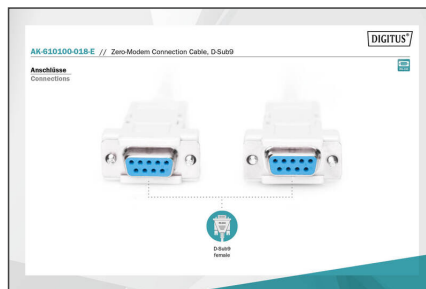 DIGITUS®
AK-610100-018-E // Zero-Modem Connection Cable, D-Sub9
Anschlüsse
Connections
D-Sub9
female